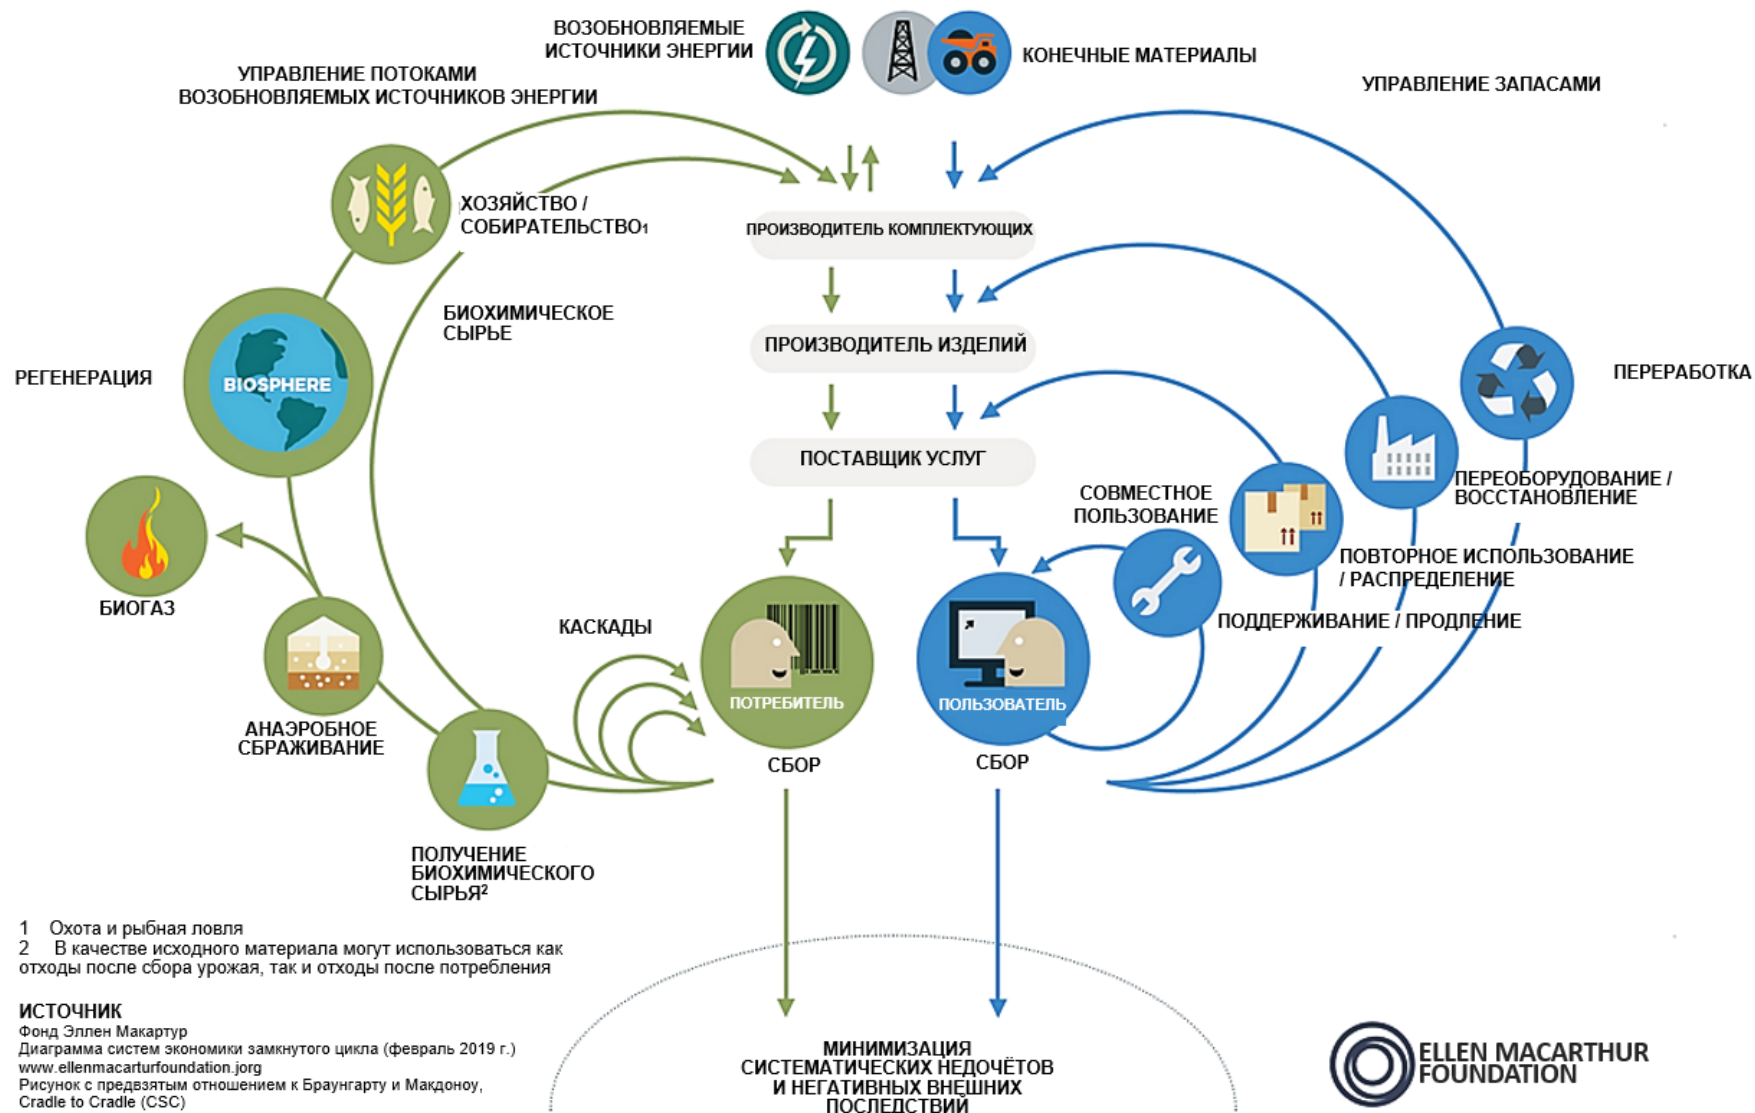 ВОЗОБНОВЛЯЕМЫЕ
ИСТОЧНИКИ ЭНЕРГИИ
КОНЕЧНЫЕ МАТЕРИАЛЫ
УПРАВЛЕНИЕ ПОТОКАМИ
ВОЗОБНОВЛЯЕМЫХ ИСТОЧНИКОВ ЭНЕРГИИ
УПРАВЛЕНИЕ ЗАПАСАМИ
ХОЗЯЙСТВО /
СОБИРАТЕЛЬСТВО1
ПРОИЗВОДИТЕЛЬ КОМПЛЕКТУЮЩИХ
БИОХИМИЧЕСКОЕ
СЫРЬЕ
ПРОИЗВОДИТЕЛЬ ИЗДЕЛИЙ
РЕГЕНЕРАЦИЯ
BIOSPHERE
ПЕРЕРАБОТКА
ПОСТАВЩИК УСЛУГ
ПЕРЕОБОРУДОВАНИЕ /
ВОССТАНОВЛЕНИЕ
СОВМЕСТНОЕ
ПОЛЬЗОВАНИЕ
ПОВТОРНОЕ ИСПОЛЬЗОВАНИЕ
/ РАСПРЕДЕЛЕНИЕ
БИОГАЗ
ПОДДЕРЖИВАНИЕ / ПРОДЛЕНИЕ
КАСКАДЫ
ПОТРЕБИТЕЛЬ
ПОЛЬЗОВАТЕЛЬ
АНАЭРОБНОЕ
СБРАЖИВАНИЕ
СБОР
СБОР
ПОЛУЧЕНИЕ
БИОХИМИЧЕСКОГО
СЫРЬЯ2
1 Охота и рыбная ловля
2 В качестве исходного материала могут использоваться как
отходы после сбора урожая, так и отходы после потребления
ИСТОЧНИК
Фонд Эллен Макартур
Диаграмма систем экономики замкнутого цикла (февраль 2019 г.)
www.ellenmacarturfoundation.jorg
Рисунок с предвзятым отношением к Браунгарту и Макдоноу,
Cradle to Cradle (CSC)
МИНИМИЗАЦИЯ
СИСТЕМАТИЧЕСКИХ НЕДОЧЁТОВ
И НЕГАТИВНЫХ ВНЕШНИХ
ПОСЛЕДСТВИЙ
ELLEN MACARTHUR
FOUNDATION